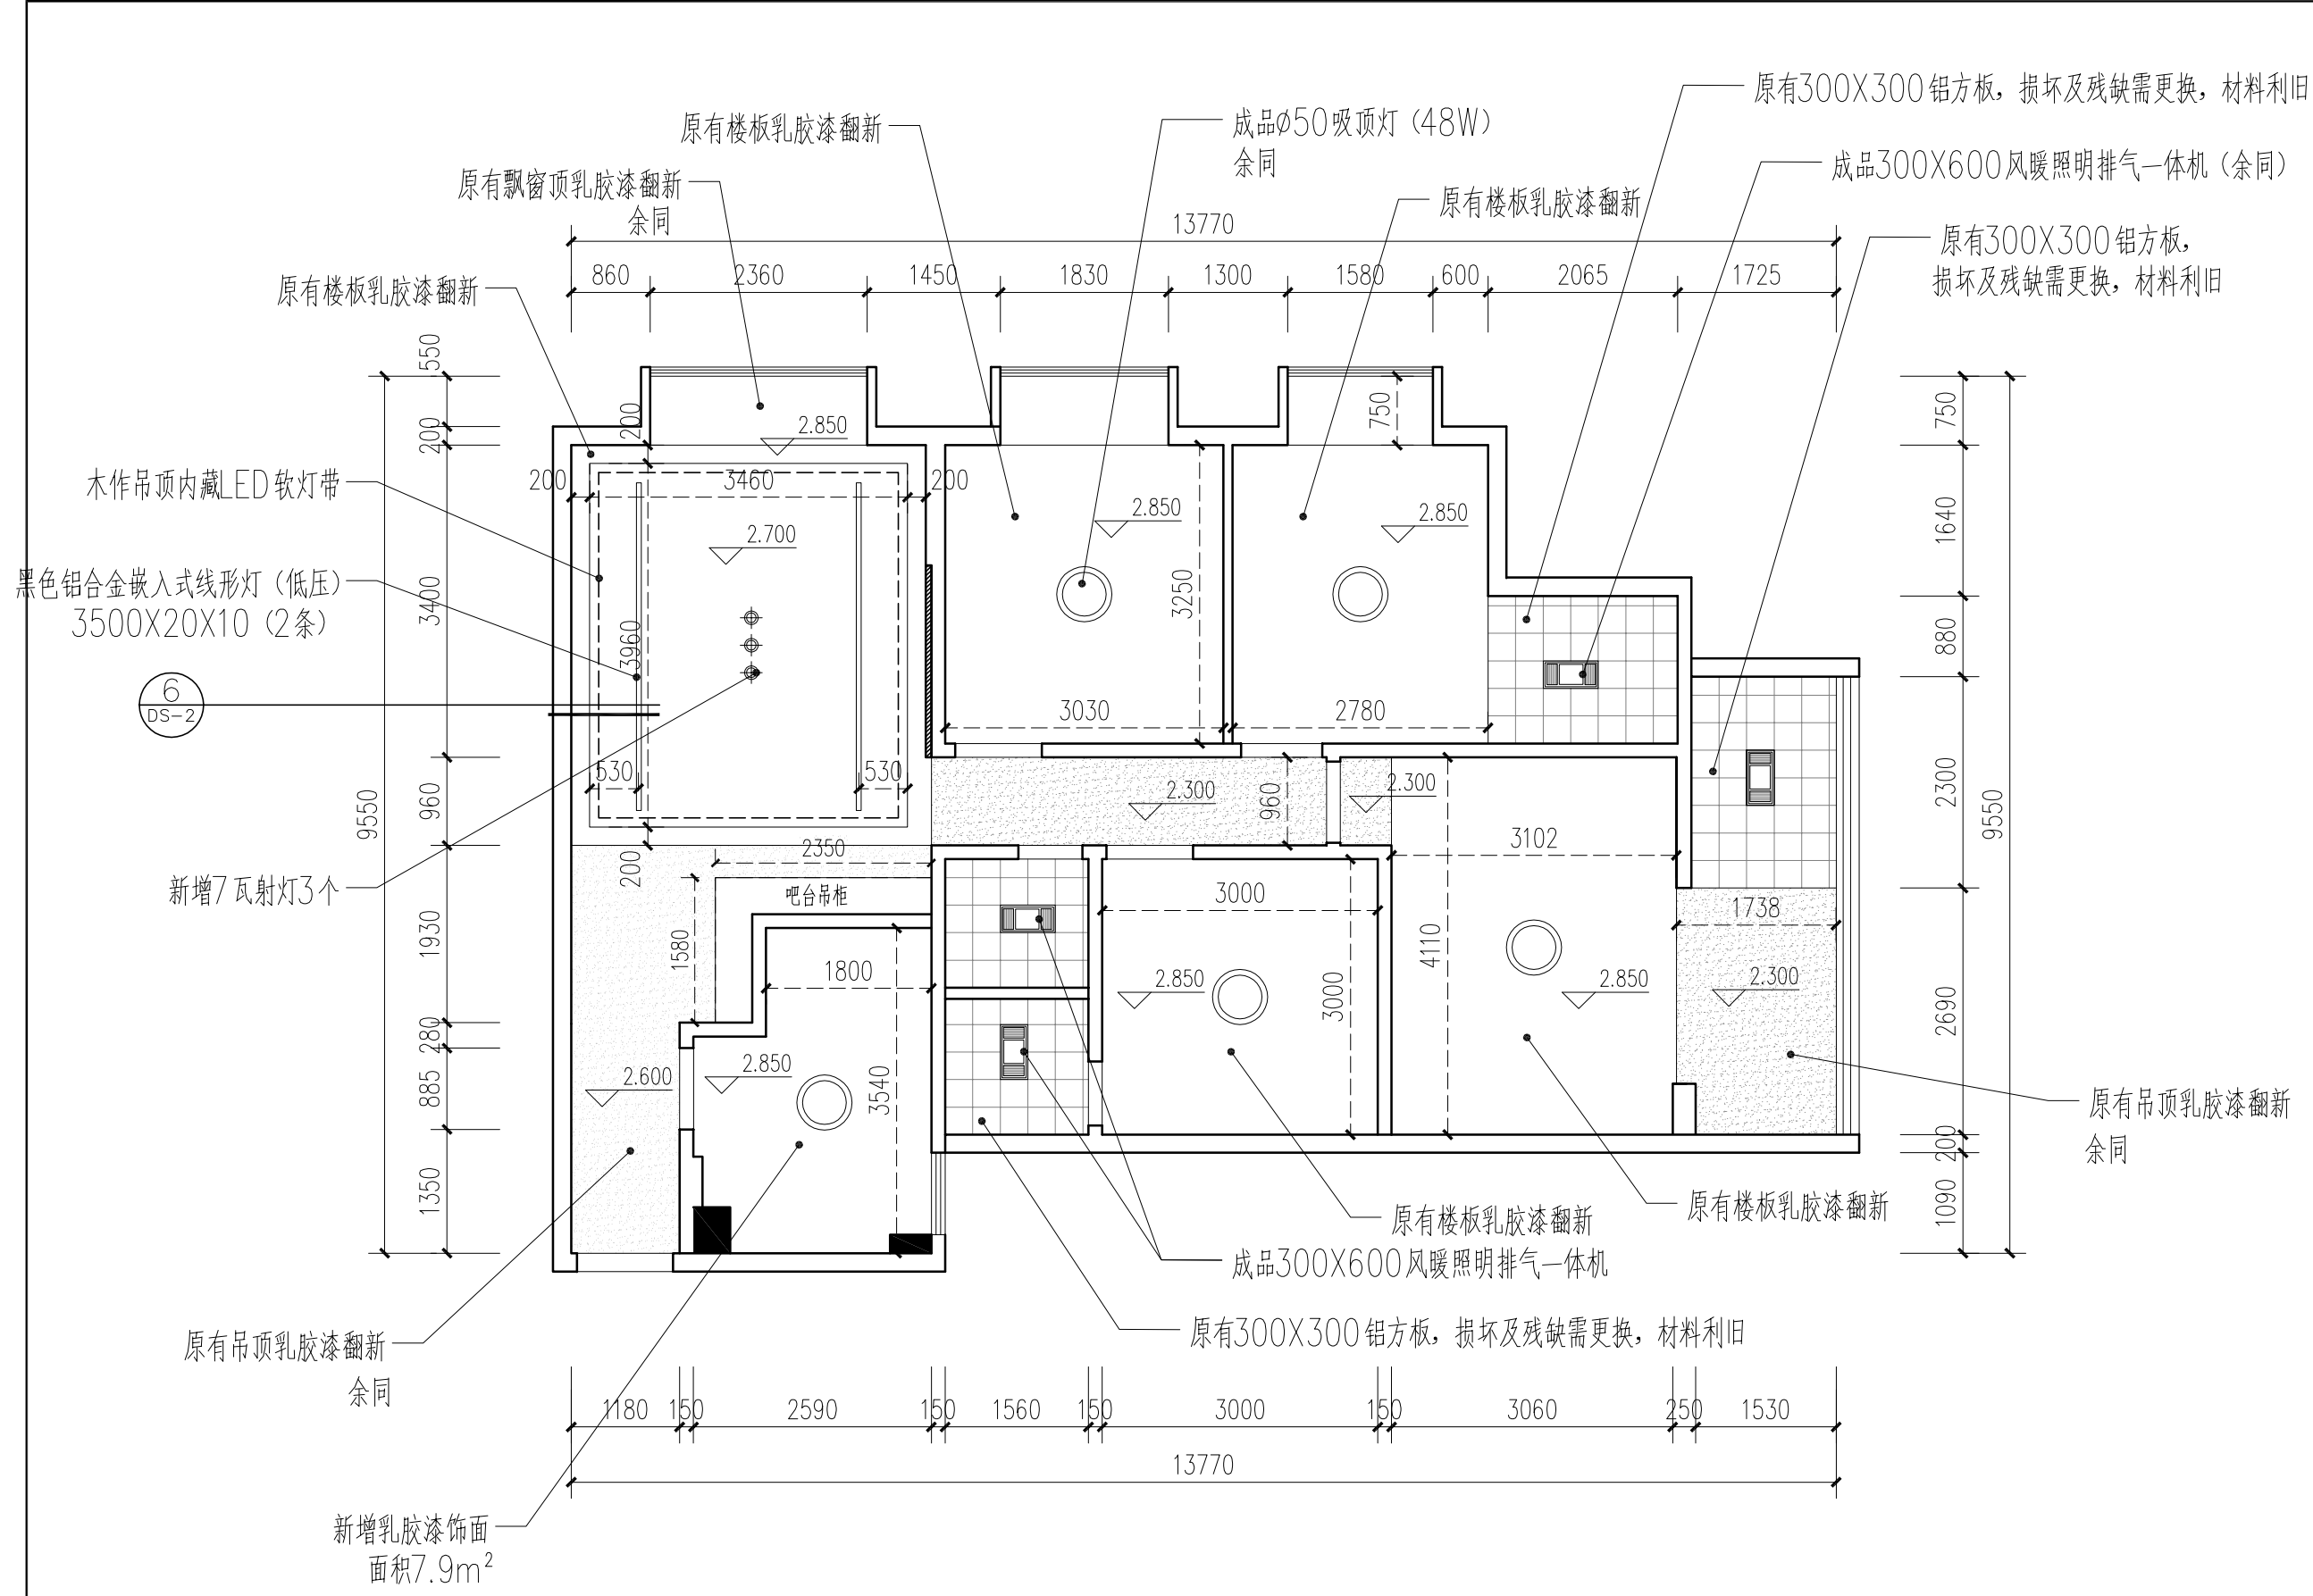 原有300X300铝方板，损坏及残缺需更换，材料利旧
原有楼板乳胶漆翻新
成品Ø50吸顶灯（48W）
余同
成品300X600风暖照明排气一体机（余同）
原有飘窗顶乳胶漆翻新
余同
原有楼板乳胶漆翻新
原有300X300铝方板，
损坏及残缺需更换，材料利旧
13770
860 2360 1450 1830 1300 1580 600 2065 1725
原有楼板乳胶漆翻新
550
200
3400
960
1930
280
885
1350
9550
木作吊顶内藏LED软灯带
黑色铝合金嵌入式线形灯（低压）
3500X20X10（2条）
6
DS-2
新增7瓦射灯3个
200
2.850
200
3460
200
2.700
3960
530
530
200
2.850
3250
3030
750
2.850
2780
2.300
960
2.300
2350
吧台吊柜
1580
1800
2.600
2.850
3540
3000
2.850
3000
3102
4110
2.850
1738
2.300
750
1640
880
2300
2690
200
1090
9550
原有吊顶乳胶漆翻新
余同
原有楼板乳胶漆翻新
原有楼板乳胶漆翻新
成品300X600风暖照明排气一体机
原有300X300铝方板，损坏及残缺需更换，材料利旧
原有吊顶乳胶漆翻新
余同
1180 150 2590 150 1560 150 3000 150 3060 250 1530
13770
新增乳胶漆饰面
面积7.9m²